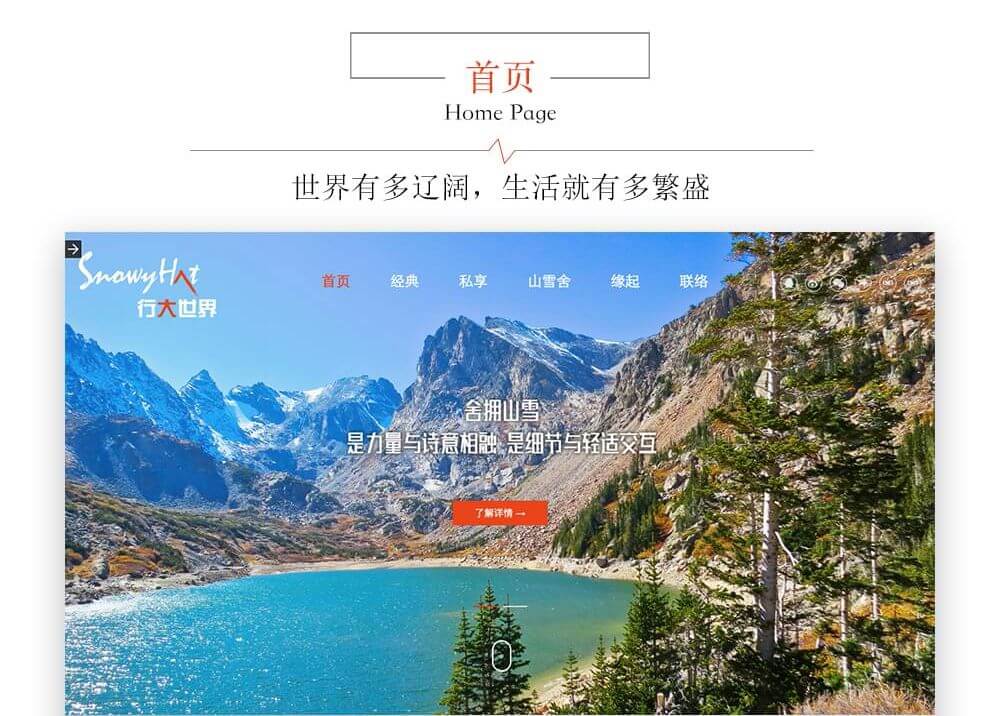 首页
Home Page
世界有多辽阔，生活就有多繁盛
SnowyHat
行大世界
首页 经典 私享 山雪舍 缘起 联络
舍拥山雪
是力量与诗意相融 是细节与轻适交互
了解详情 →